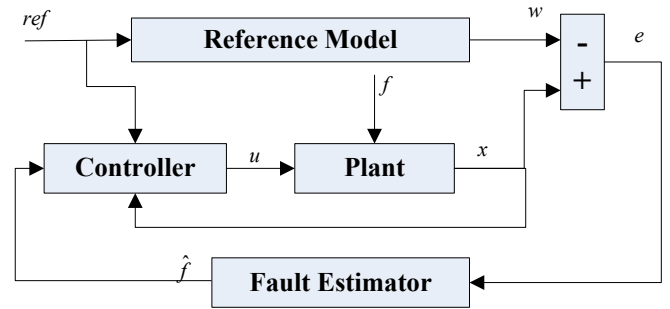 ref
Reference Model
w
-
+
e
f
Controller
u
Plant
x
f̂
Fault Estimator